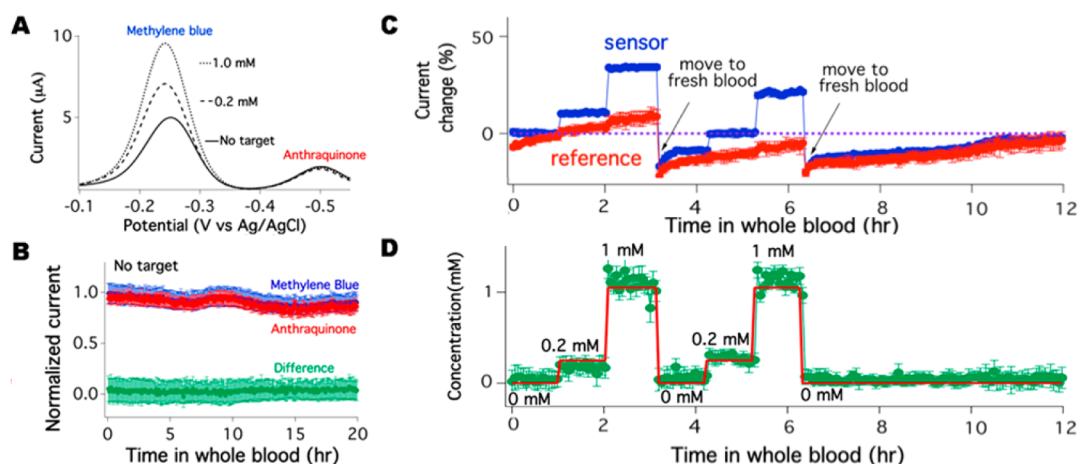 A
Methylene blue
10
5
Current (μA)
1.0 mM
0.2 mM
No target
Anthraquinone
-0.1
-0.2
-0.3
-0.4
-0.5
Potential (V vs Ag/AgCl)
B
No target
Methylene Blue
Anthraquinone
Difference
Normalized current
1.0
0.5
0.0
0
5
10
15
20
Time in whole blood (hr)
C
Current
change (%)
50
0
sensor
reference
move to
fresh blood
move to
fresh blood
0
2
4
6
8
10
12
Time in whole blood (hr)
D
Concentration(mM)
1
0
1 mM
1 mM
0.2 mM
0.2 mM
0 mM
0 mM
0 mM
0
2
4
6
8
10
12
Time in whole blood (hr)